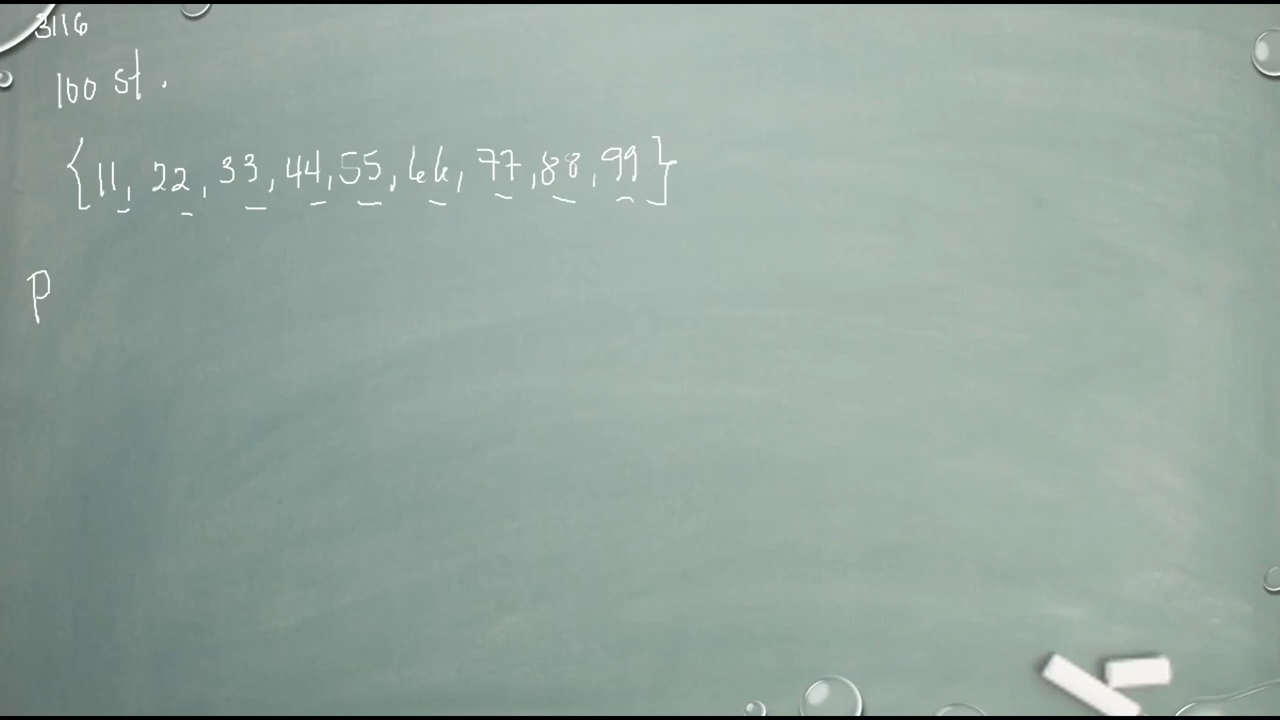 3116
100 st.
{11, 22, 33, 44, 55, 66, 77, 88, 99}
P